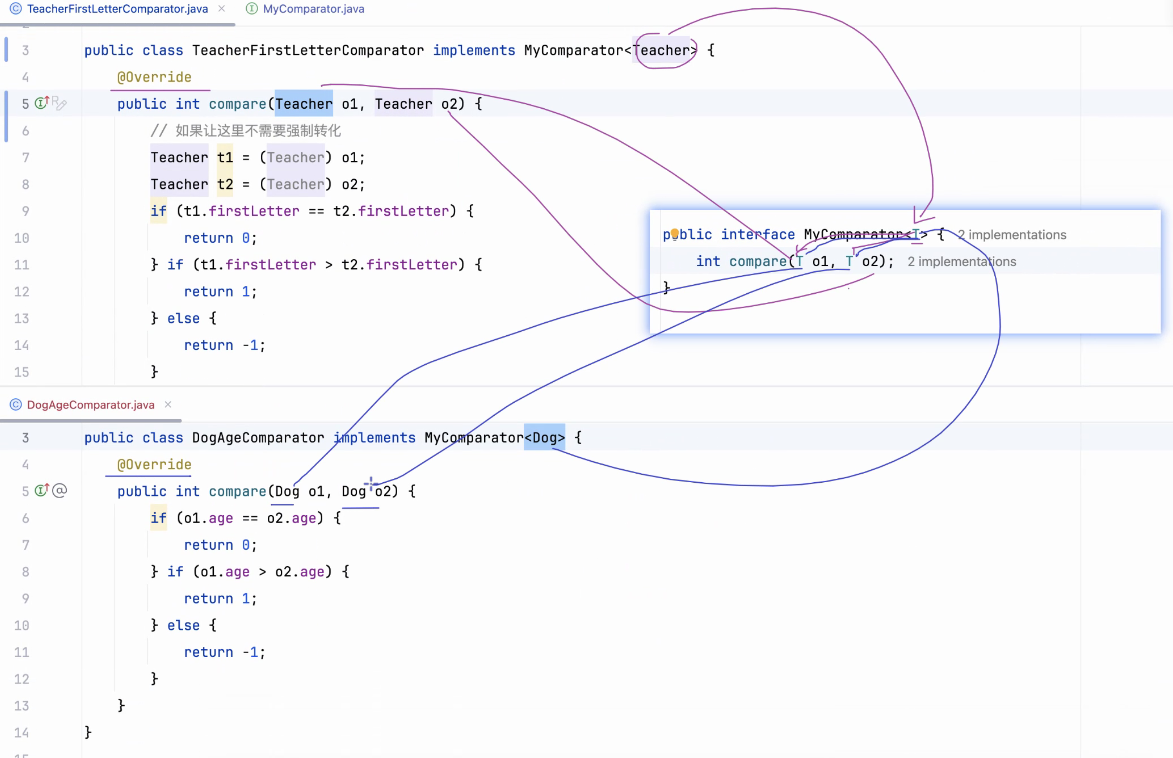 TeacherFirstLetterComparator.java × MyComparator.java
3 public class TeacherFirstLetterComparator implements MyComparator<Teacher> {
4 @Override
5 public int compare(Teacher o1, Teacher o2) {
6 // 如果让这里不需要强制转化
7 Teacher t1 = (Teacher) o1;
8 Teacher t2 = (Teacher) o2;
9 if (t1.firstLetter == t2.firstLetter) {
10 return 0;
11 } if (t1.firstLetter > t2.firstLetter) {
12 return 1;
13 } else {
14 return -1;
15 }
public interface MyComparator<T> { 2 implementations
int compare(T o1, T o2); 2 implementations
}
DogAgeComparator.java ×
3 public class DogAgeComparator implements MyComparator<Dog> {
4 @Override
5 public int compare(Dog o1, Dog o2) {
6 if (o1.age == o2.age) {
7 return 0;
8 } if (o1.age > o2.age) {
9 return 1;
10 } else {
11 return -1;
12 }
13 }
14 }